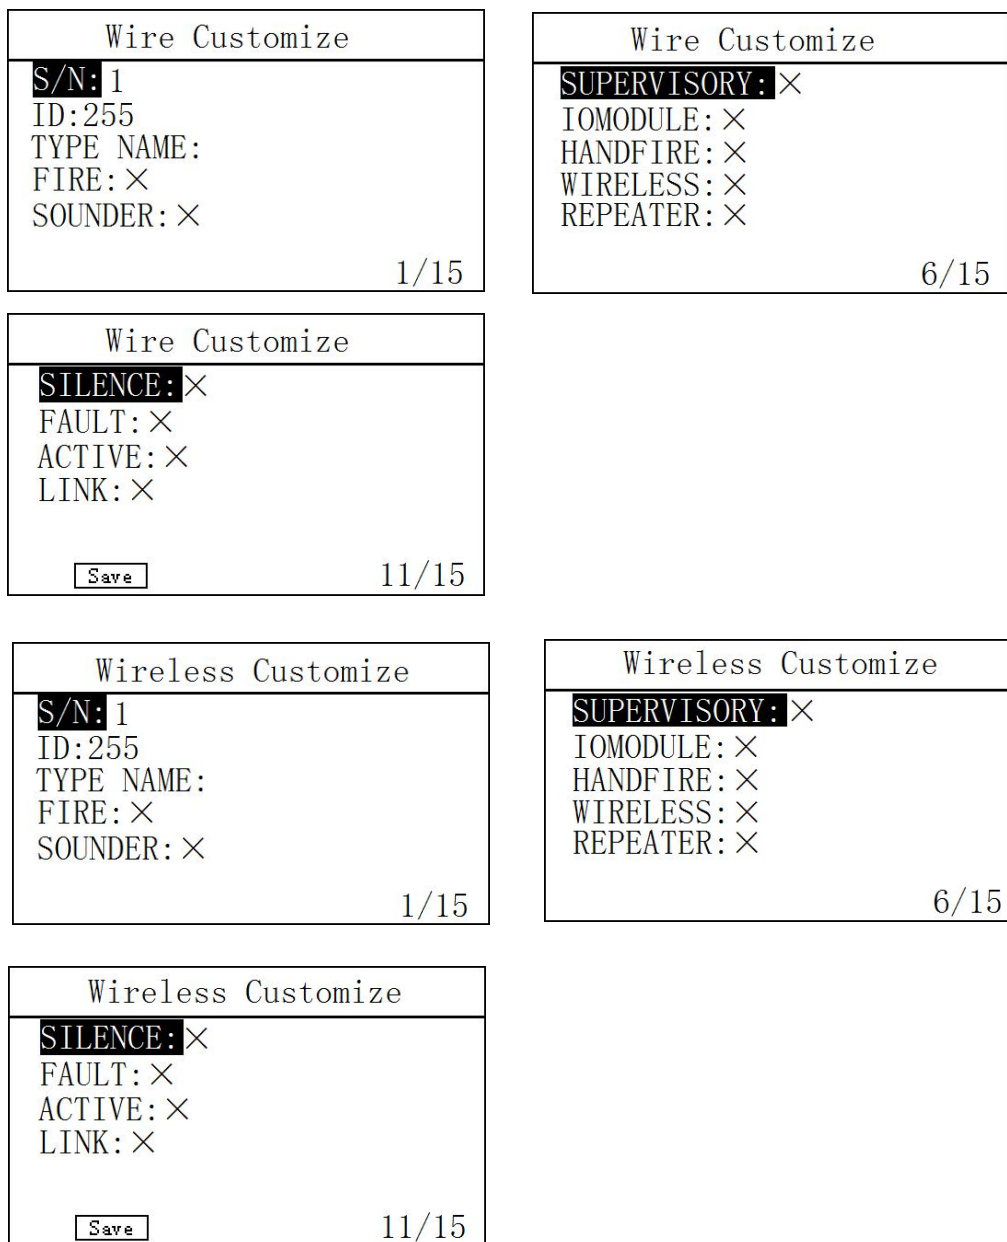 Wire Customize
S/N: 1
ID:255
TYPE NAME:
FIRE:×
SOUNDER:×
1/15
Wire Customize
SUPERVISORY:×
IOMODULE:×
HANDFIRE:×
WIRELESS:×
REPEATER:×
6/15
Wire Customize
SILENCE:×
FAULT:×
ACTIVE:×
LINK:×
Save 11/15
Wireless Customize
S/N: 1
ID:255
TYPE NAME:
FIRE:×
SOUNDER:×
1/15
Wireless Customize
SUPERVISORY:×
IOMODULE:×
HANDFIRE:×
WIRELESS:×
REPEATER:×
6/15
Wireless Customize
SILENCE:×
FAULT:×
ACTIVE:×
LINK:×
Save 11/15